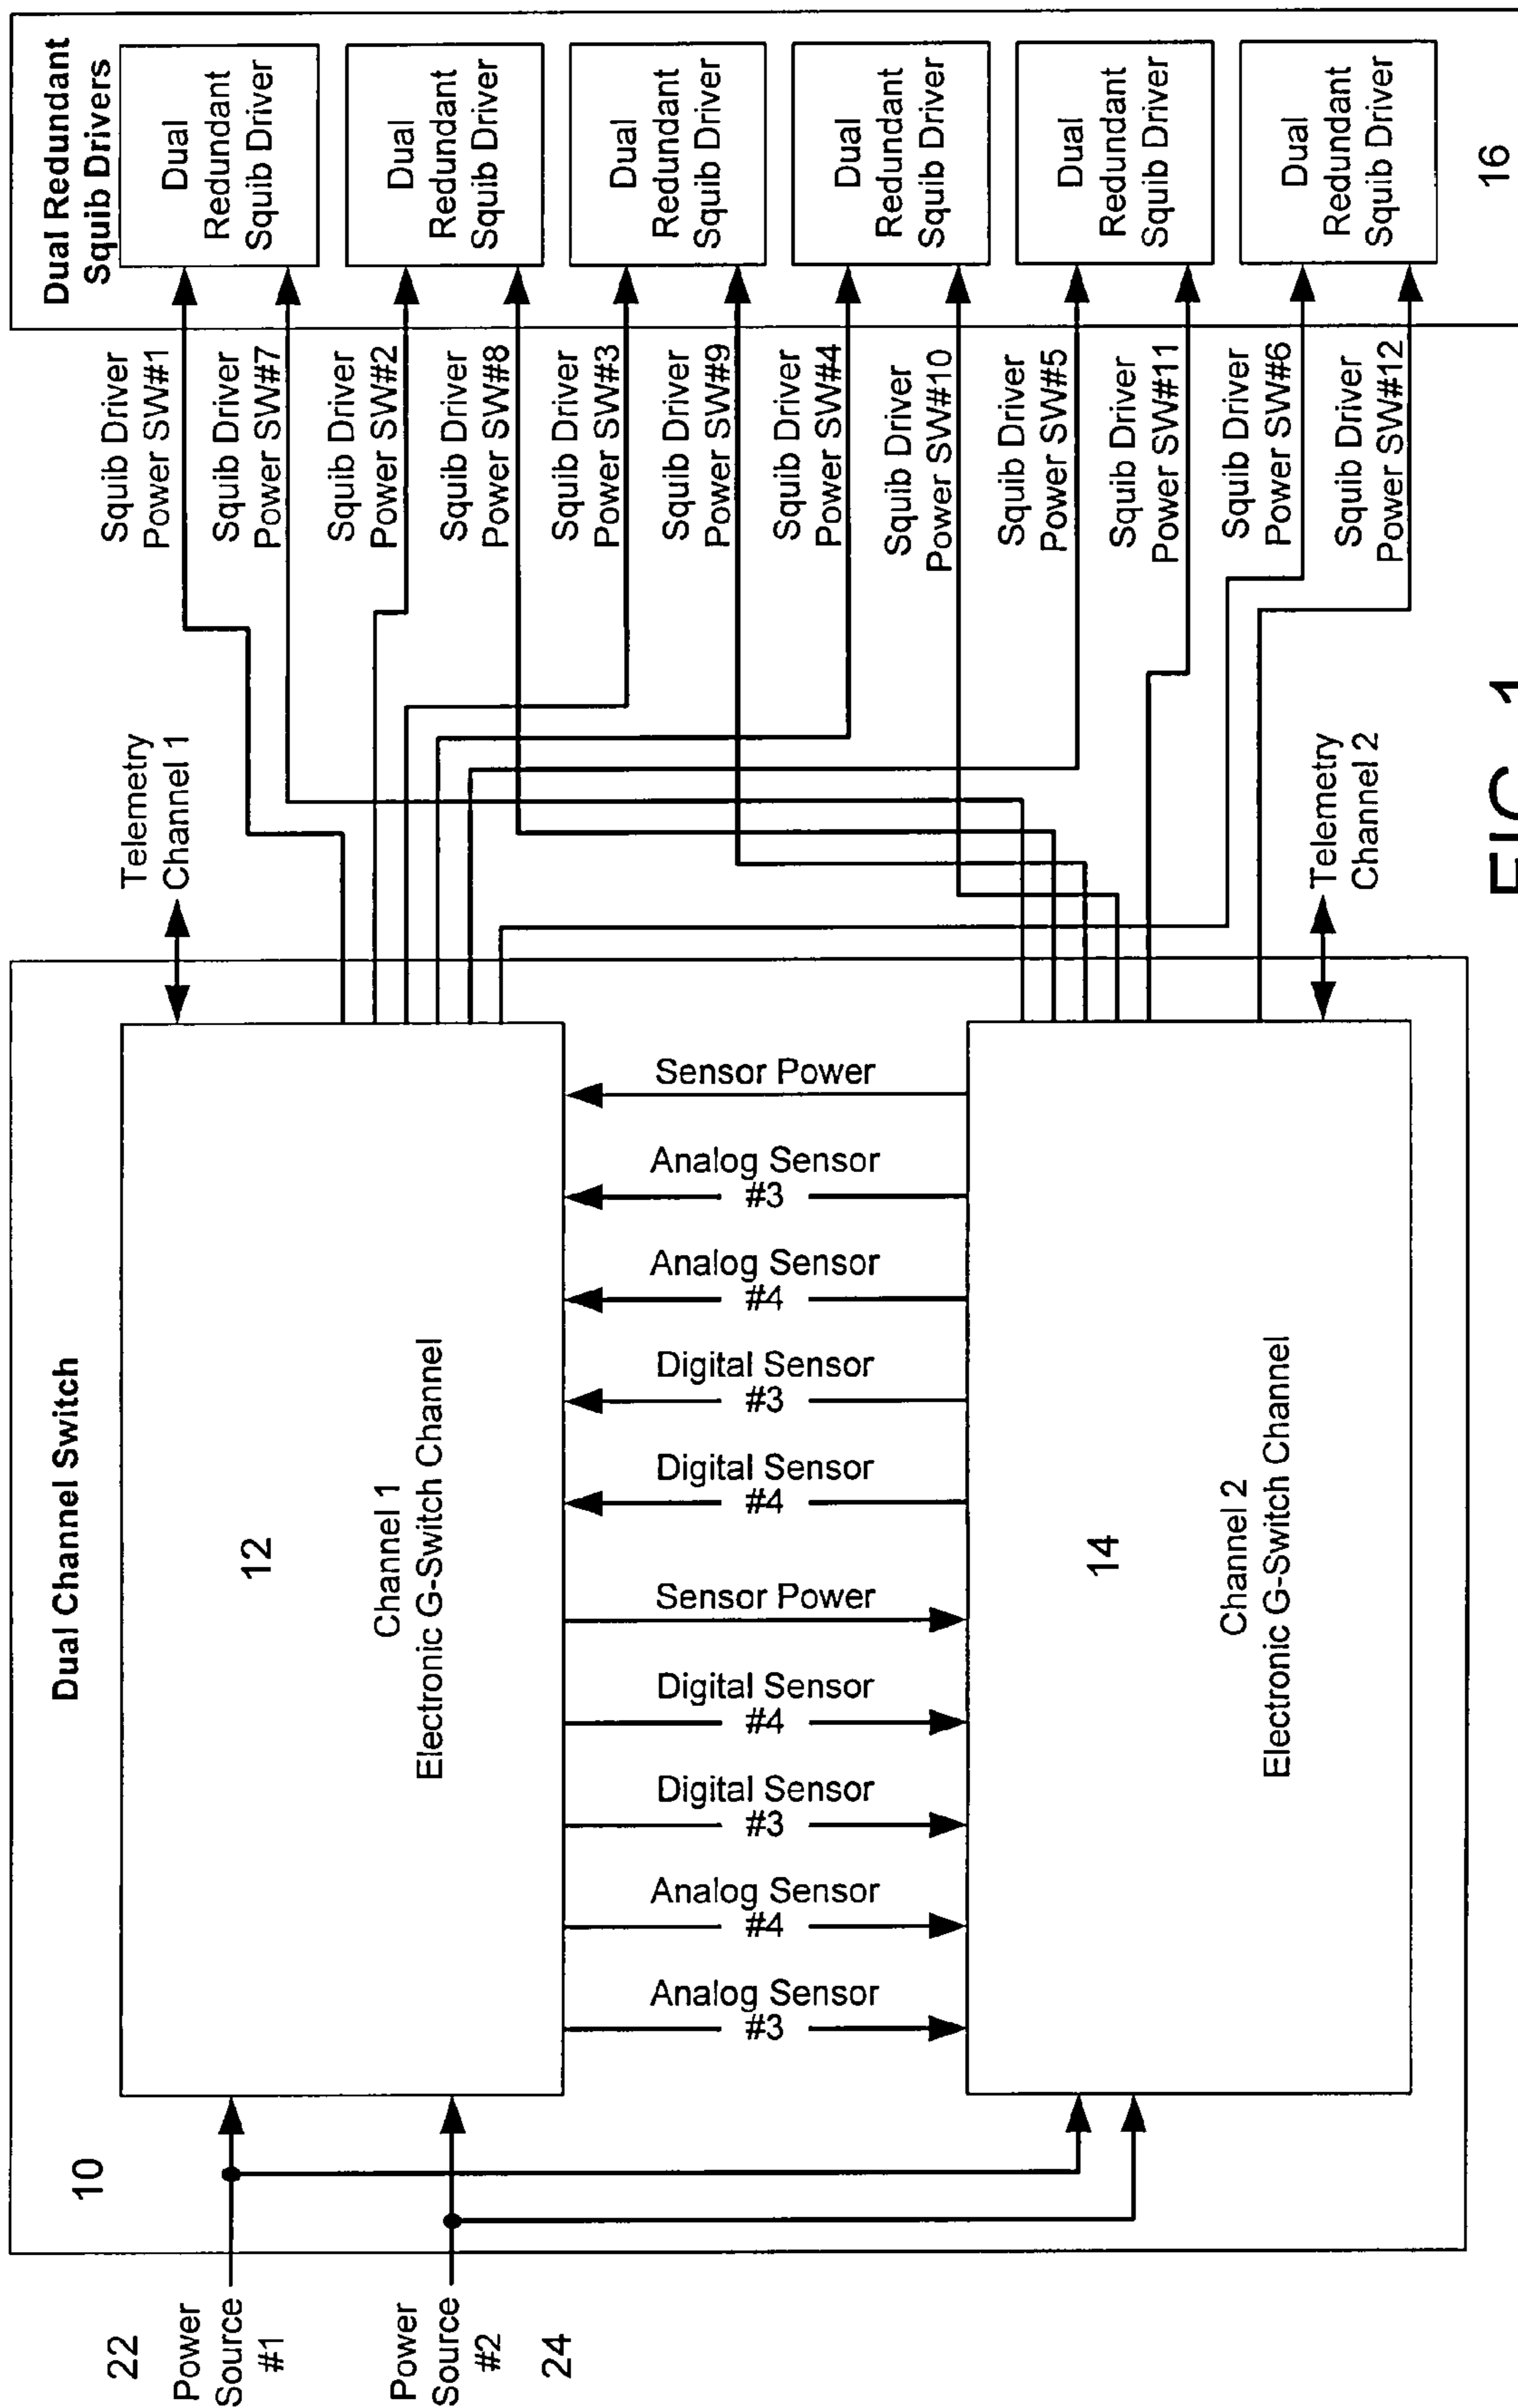 Dual Channel Switch
10
22
Power
Source
#1
Power
Source
#2
24
12
Channel 1
Electronic G-Switch Channel
Analog Sensor
#3
Analog Sensor
#4
Digital Sensor
#3
Digital Sensor
#4
Sensor Power
Digital Sensor
#4
Digital Sensor
#3
Analog Sensor
#4
Analog Sensor
#3
Sensor Power
14
Channel 2
Electronic G-Switch Channel
Telemetry
Channel 1
Telemetry
Channel 2
Squib Driver
Power SW#1
Squib Driver
Power SW#7
Squib Driver
Power SW#2
Squib Driver
Power SW#8
Squib Driver
Power SW#3
Squib Driver
Power SW#9
Squib Driver
Power SW#4
Squib Driver
Power SW#10
Squib Driver
Power SW#5
Squib Driver
Power SW#11
Squib Driver
Power SW#6
Squib Driver
Power SW#12
Dual Redundant
Squib Drivers
Dual
Redundant
Squib Driver
Dual
Redundant
Squib Driver
Dual
Redundant
Squib Driver
Dual
Redundant
Squib Driver
Dual
Redundant
Squib Driver
Dual
Redundant
Squib Driver
16
FIG. 1